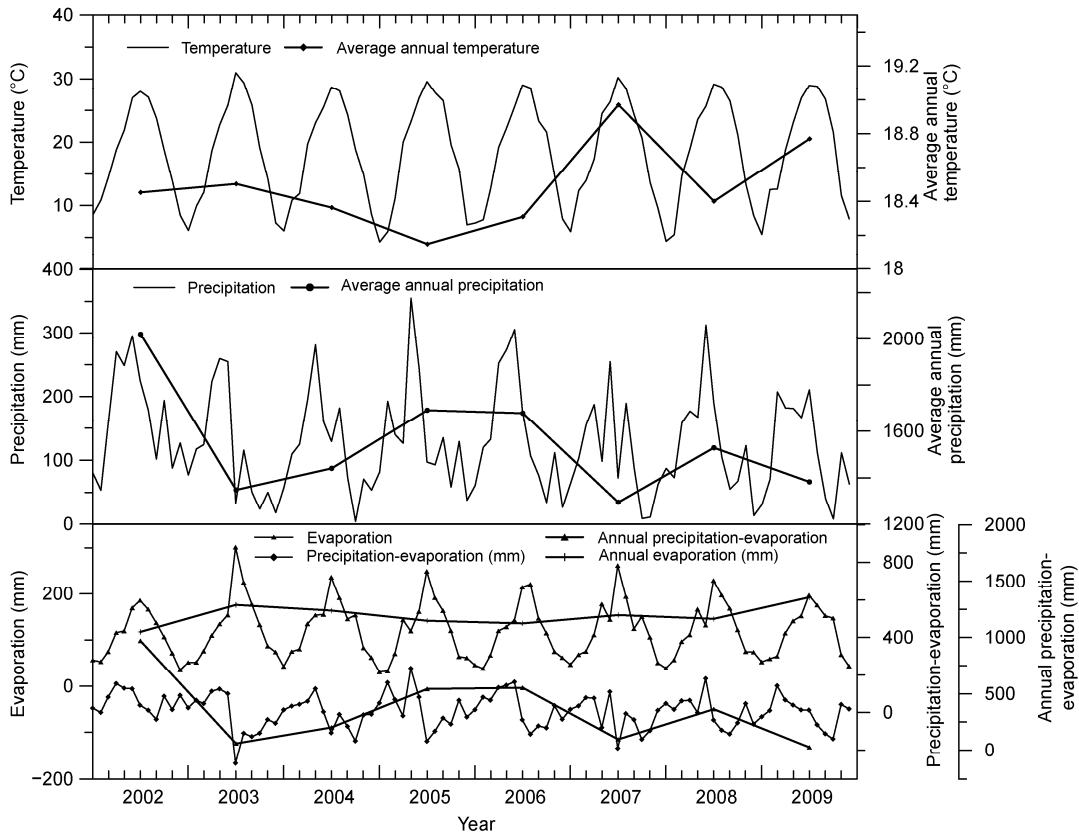 40
30
20
10
Temperature (°C)
Temperature
Average annual temperature
19.2
18.8
18.4
18
Average annual
temperature (°C)
400
300
200
100
0
Precipitation (mm)
Precipitation
Average annual precipitation
2000
1600
1200
Average annual
precipitation (mm)
200
0
−200
Evaporation (mm)
Evaporation
Precipitation-evaporation (mm)
Annual precipitation-evaporation
Annual evaporation (mm)
800
400
0
Precipitation-evaporation (mm)
2000
1500
1000
500
0
Annual precipitation-
evaporation (mm)
2002 2003 2004 2005 2006 2007 2008 2009
Year